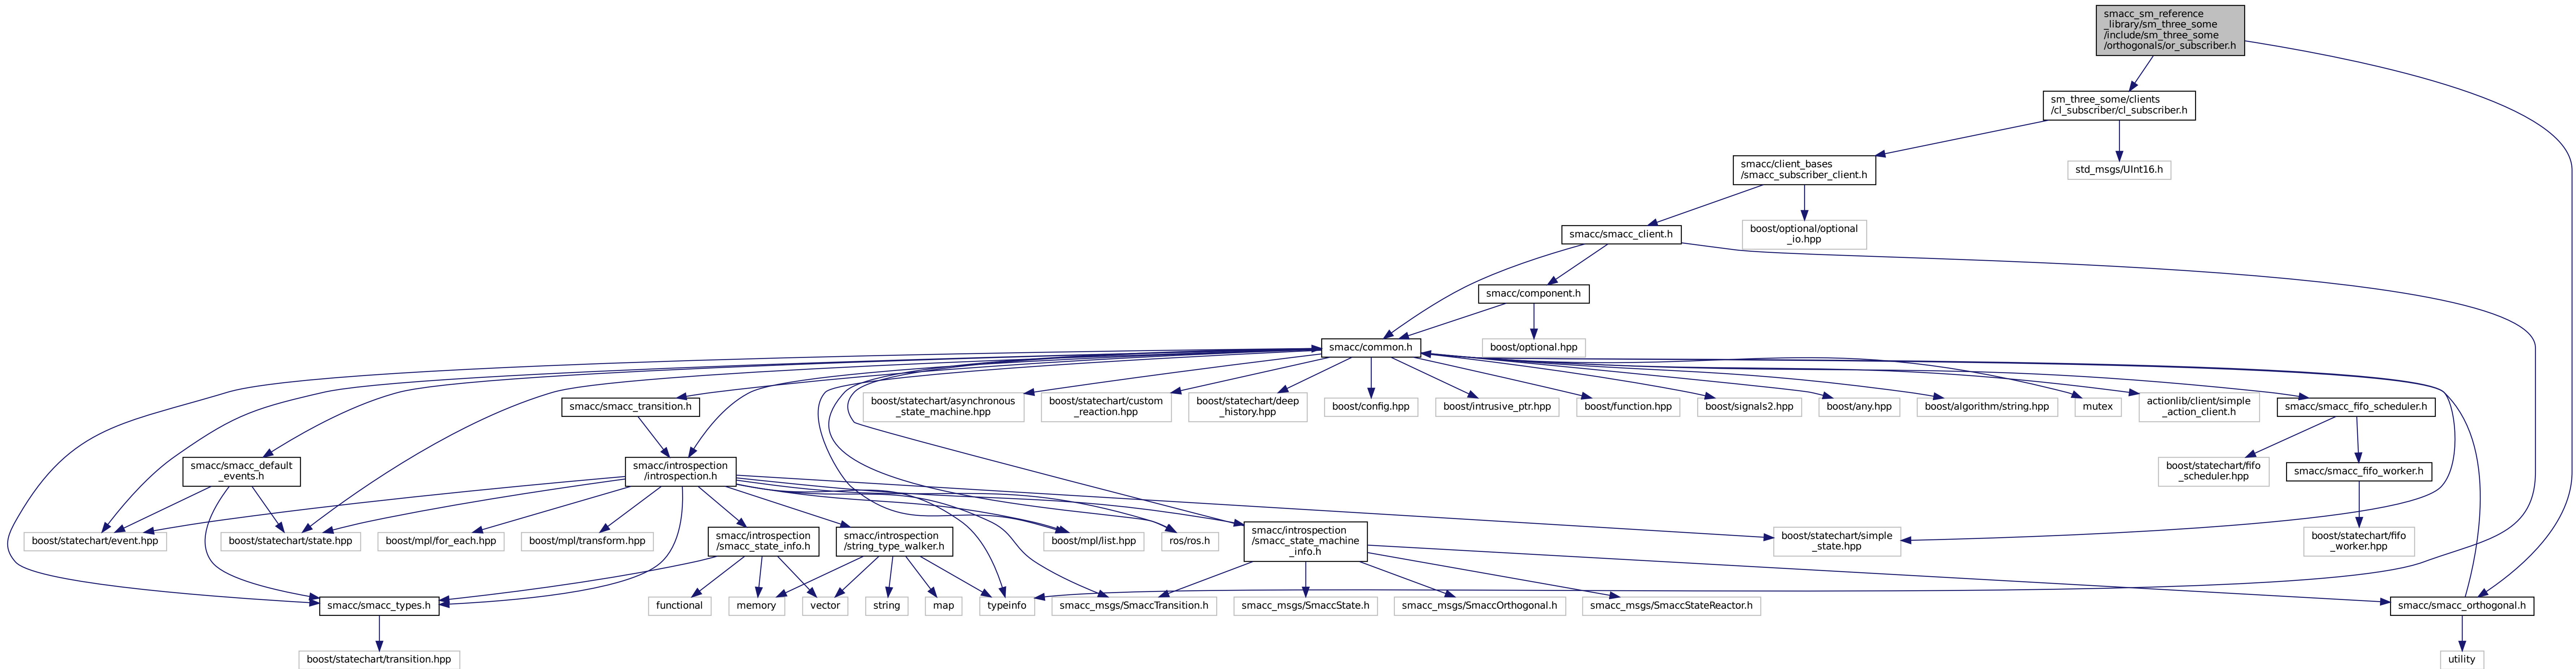 smacc_sm_reference
_library/sm_three_some
/include/sm_three_some
/orthogonals/or_subscriber.h
sm_three_some/clients
/cl_subscriber/cl_subscriber.h
smacc/client_bases
/smacc_subscriber_client.h
std_msgs/UInt16.h
smacc/smacc_client.h
boost/optional/optional
_io.hpp
smacc/component.h
smacc/common.h
boost/optional.hpp
smacc/smacc_transition.h
boost/statechart/asynchronous
_state_machine.hpp
boost/statechart/custom
_reaction.hpp
boost/statechart/deep
_history.hpp
boost/config.hpp
boost/intrusive_ptr.hpp
boost/function.hpp
boost/signals2.hpp
boost/any.hpp
boost/algorithm/string.hpp
mutex
actionlib/client/simple
_action_client.h
smacc/smacc_fifo_scheduler.h
smacc/smacc_default
_events.h
smacc/introspection
/introspection.h
boost/statechart/fifo
_scheduler.hpp
smacc/smacc_fifo_worker.h
boost/statechart/event.hpp
boost/statechart/state.hpp
boost/mpl/for_each.hpp
boost/mpl/transform.hpp
smacc/introspection
/smacc_state_info.h
smacc/introspection
/string_type_walker.h
boost/mpl/list.hpp
ros/ros.h
smacc/introspection
/smacc_state_machine
_info.h
boost/statechart/simple
_state.hpp
boost/statechart/fifo
_worker.hpp
smacc/smacc_types.h
functional
memory
vector
string
map
typeinfo
smacc_msgs/SmaccTransition.h
smacc_msgs/SmaccState.h
smacc_msgs/SmaccOrthogonal.h
smacc_msgs/SmaccStateReactor.h
smacc/smacc_orthogonal.h
boost/statechart/transition.hpp
utility